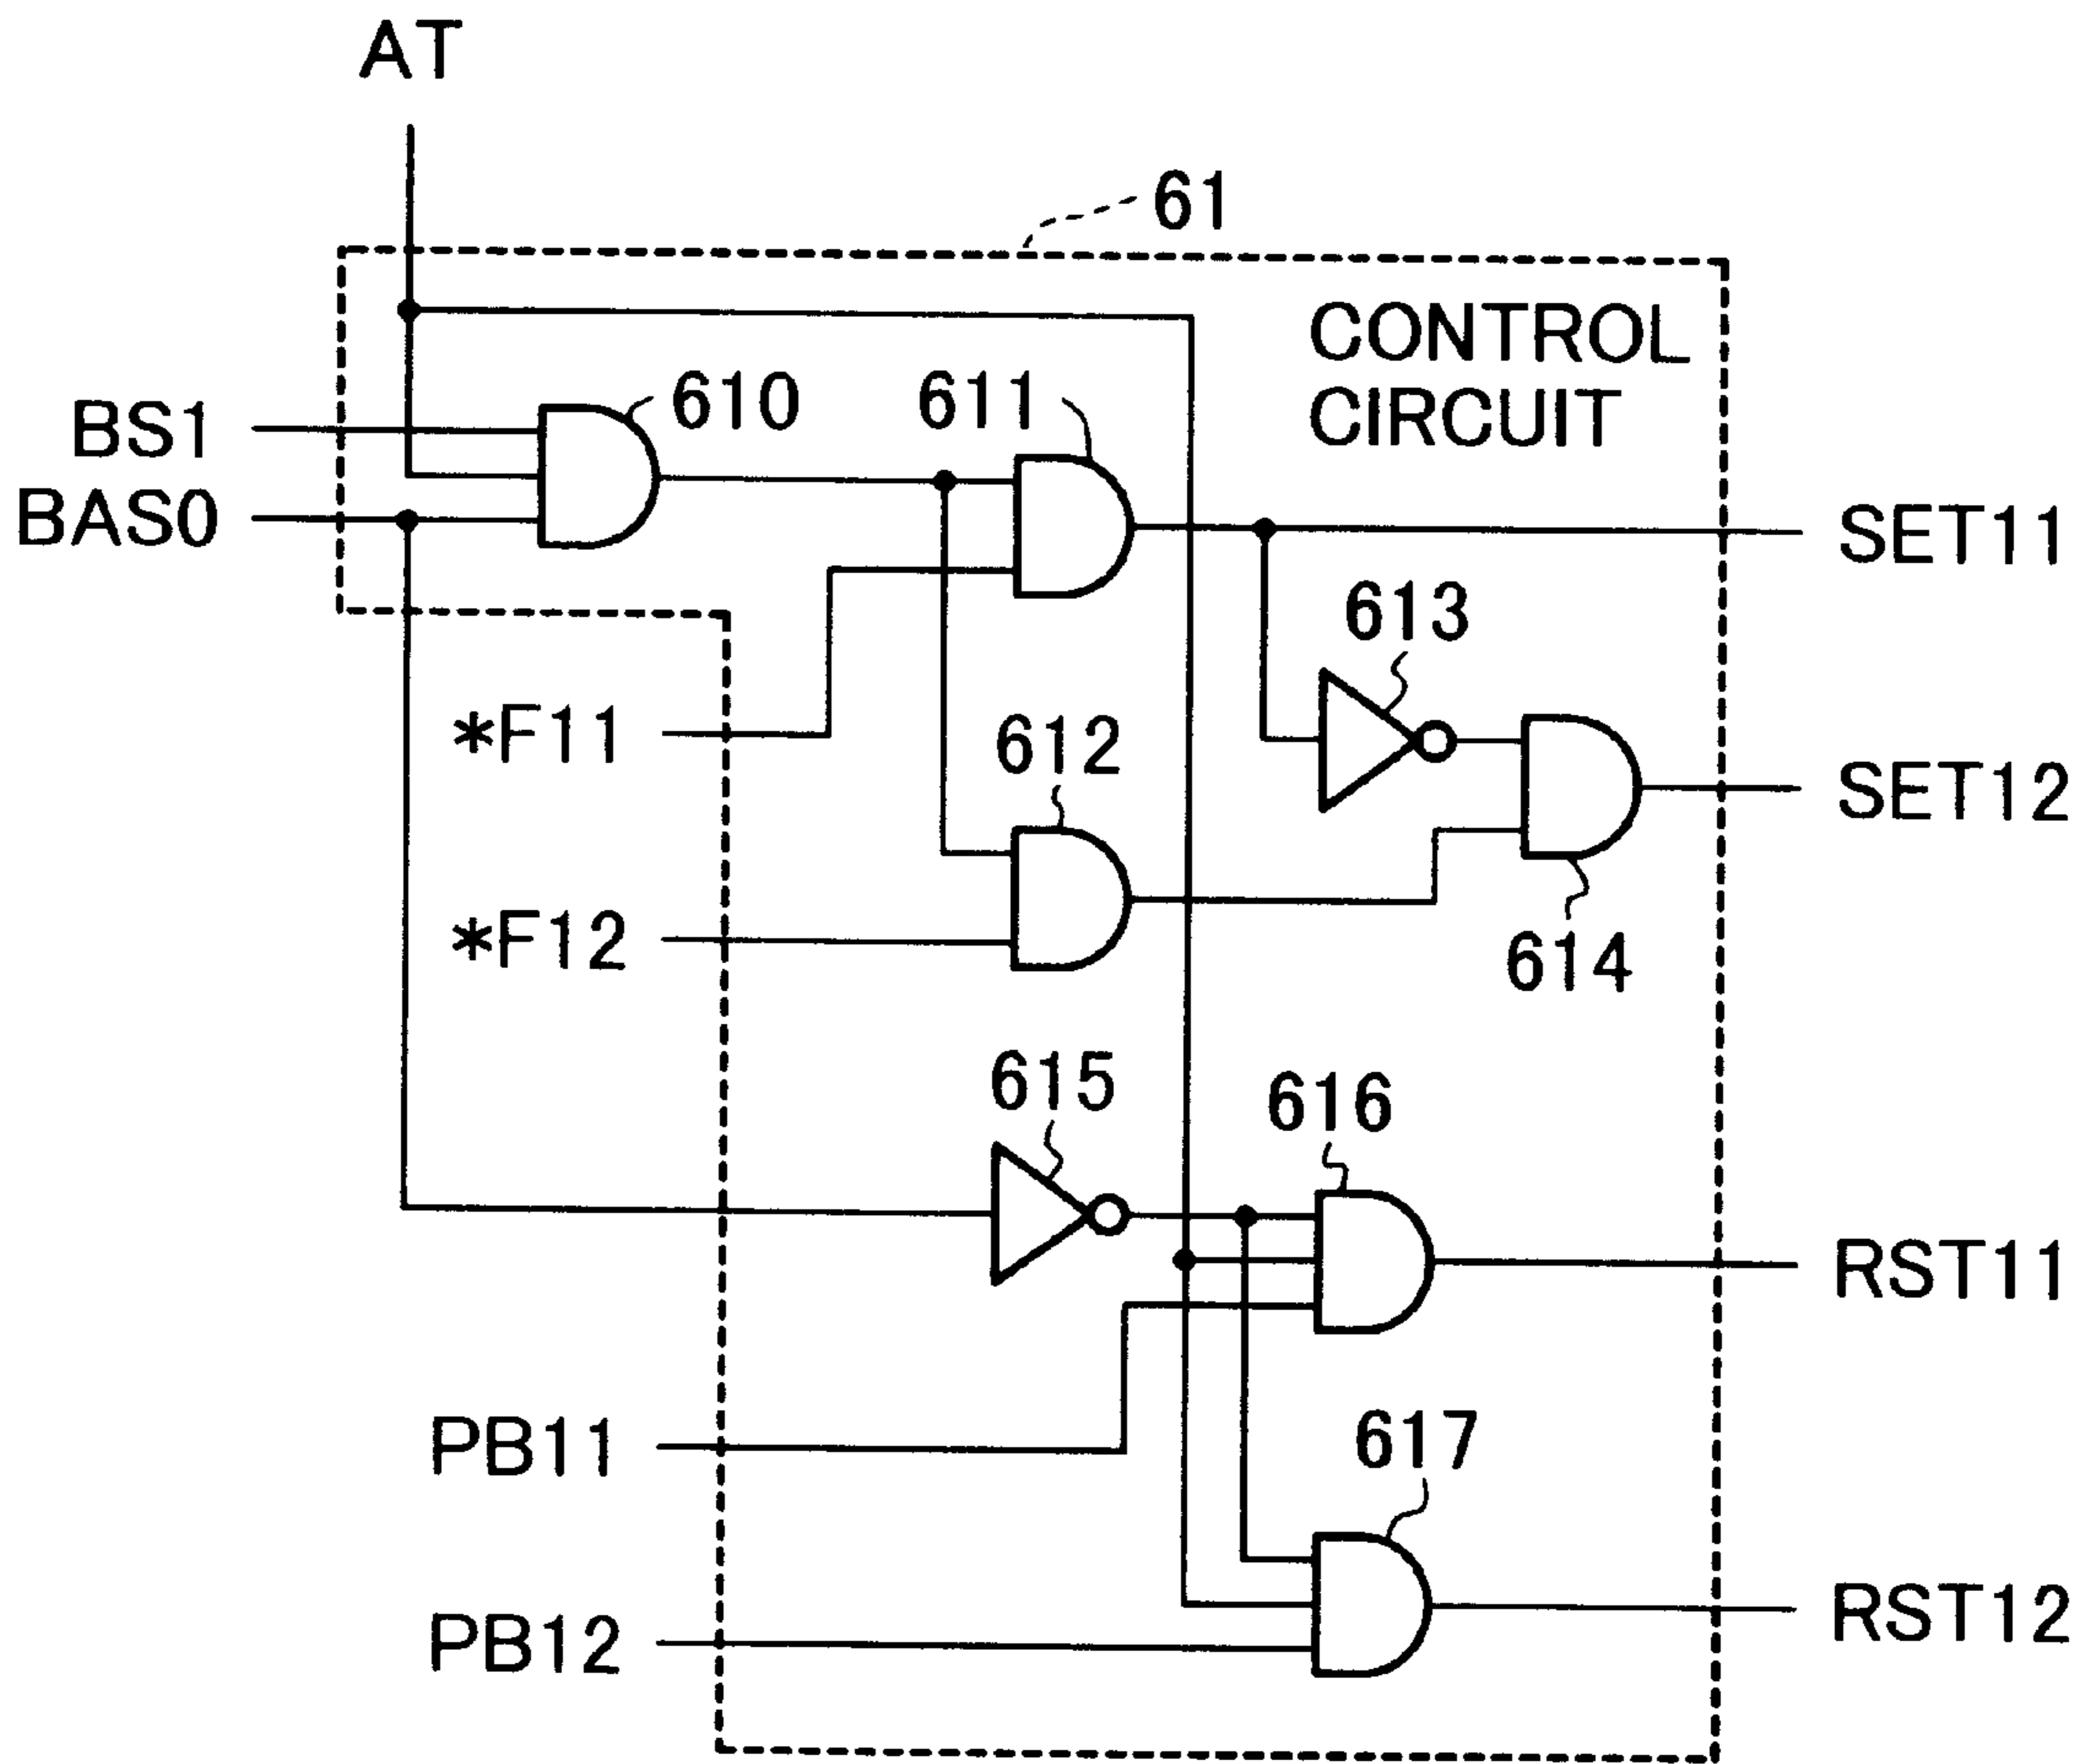 AT
61
CONTROL
CIRCUIT
BS1
610
611
BAS0
SET11
613
*F11
612
SET12
*F12
614
615
616
RST11
PB11
617
PB12
RST12